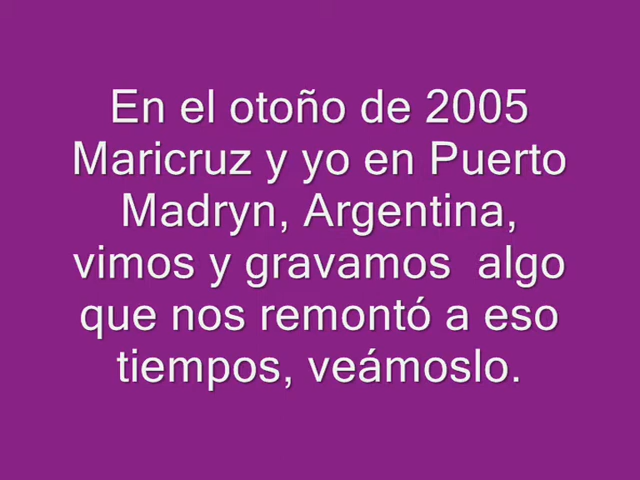 En el otoño de 2005
Maricruz y yo en Puerto
Madryn, Argentina,
vimos y gravamos  algo
que nos remontó a eso
tiempos, veámoslo.